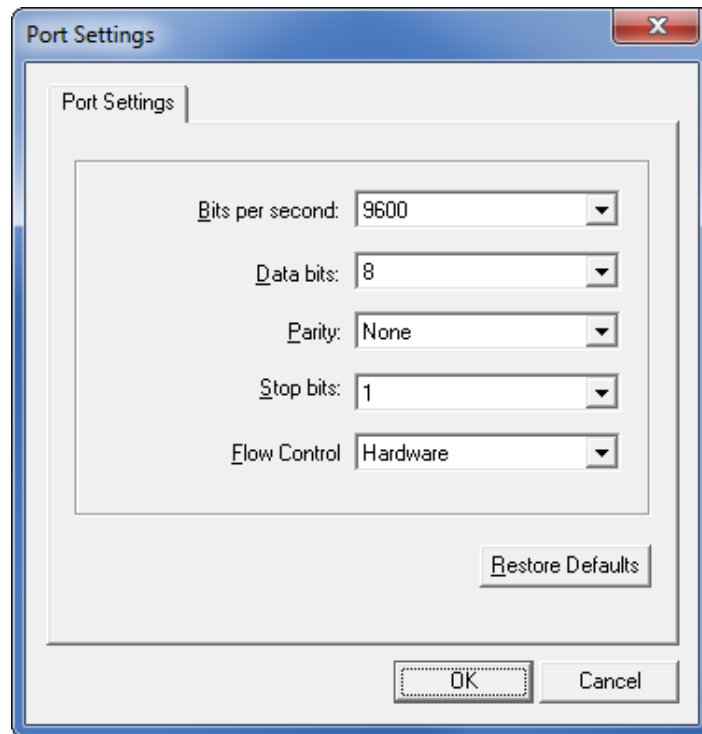 Port Settings
Port Settings
Bits per second: 9600
Data bits: 8
Parity: None
Stop bits: 1
Flow Control Hardware
Restore Defaults
OK Cancel